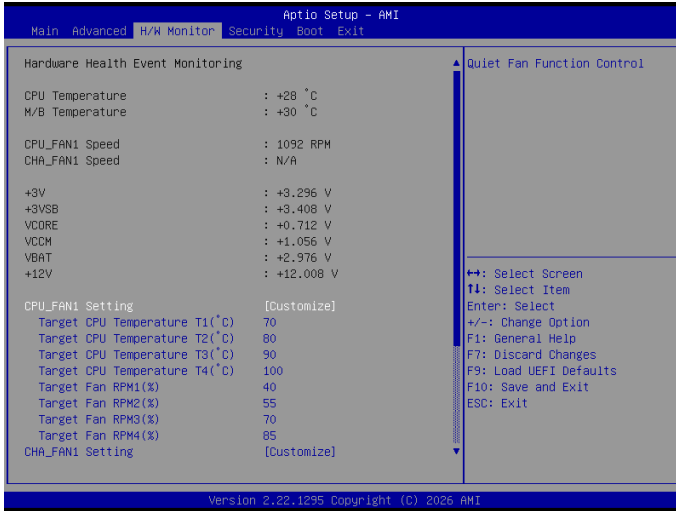 Aptio Setup – AMI
Main Advanced H/W Monitor Security Boot Exit
Hardware Health Event Monitoring
CPU Temperature : +28 °C
M/B Temperature : +30 °C
CPU_FAN1 Speed : 1092 RPM
CHA_FAN1 Speed : N/A
+3V : +3.296 V
+3VSB : +3.408 V
VCORE : +0.712 V
VCCM : +1.056 V
VBAT : +2.976 V
+12V : +12.008 V
CPU_FAN1 Setting [Customize]
Target CPU Temperature T1(°C) 70
Target CPU Temperature T2(°C) 80
Target CPU Temperature T3(°C) 90
Target CPU Temperature T4(°C) 100
Target Fan RPM1(%) 40
Target Fan RPM2(%) 55
Target Fan RPM3(%) 70
Target Fan RPM4(%) 85
CHA_FAN1 Setting [Customize]
Quiet Fan Function Control
↔: Select Screen
↑↓: Select Item
Enter: Select
+/-: Change Option
F1: General Help
F7: Discard Changes
F9: Load UEFI Defaults
F10: Save and Exit
ESC: Exit
Version 2.22.1295 Copyright (C) 2026 AMI